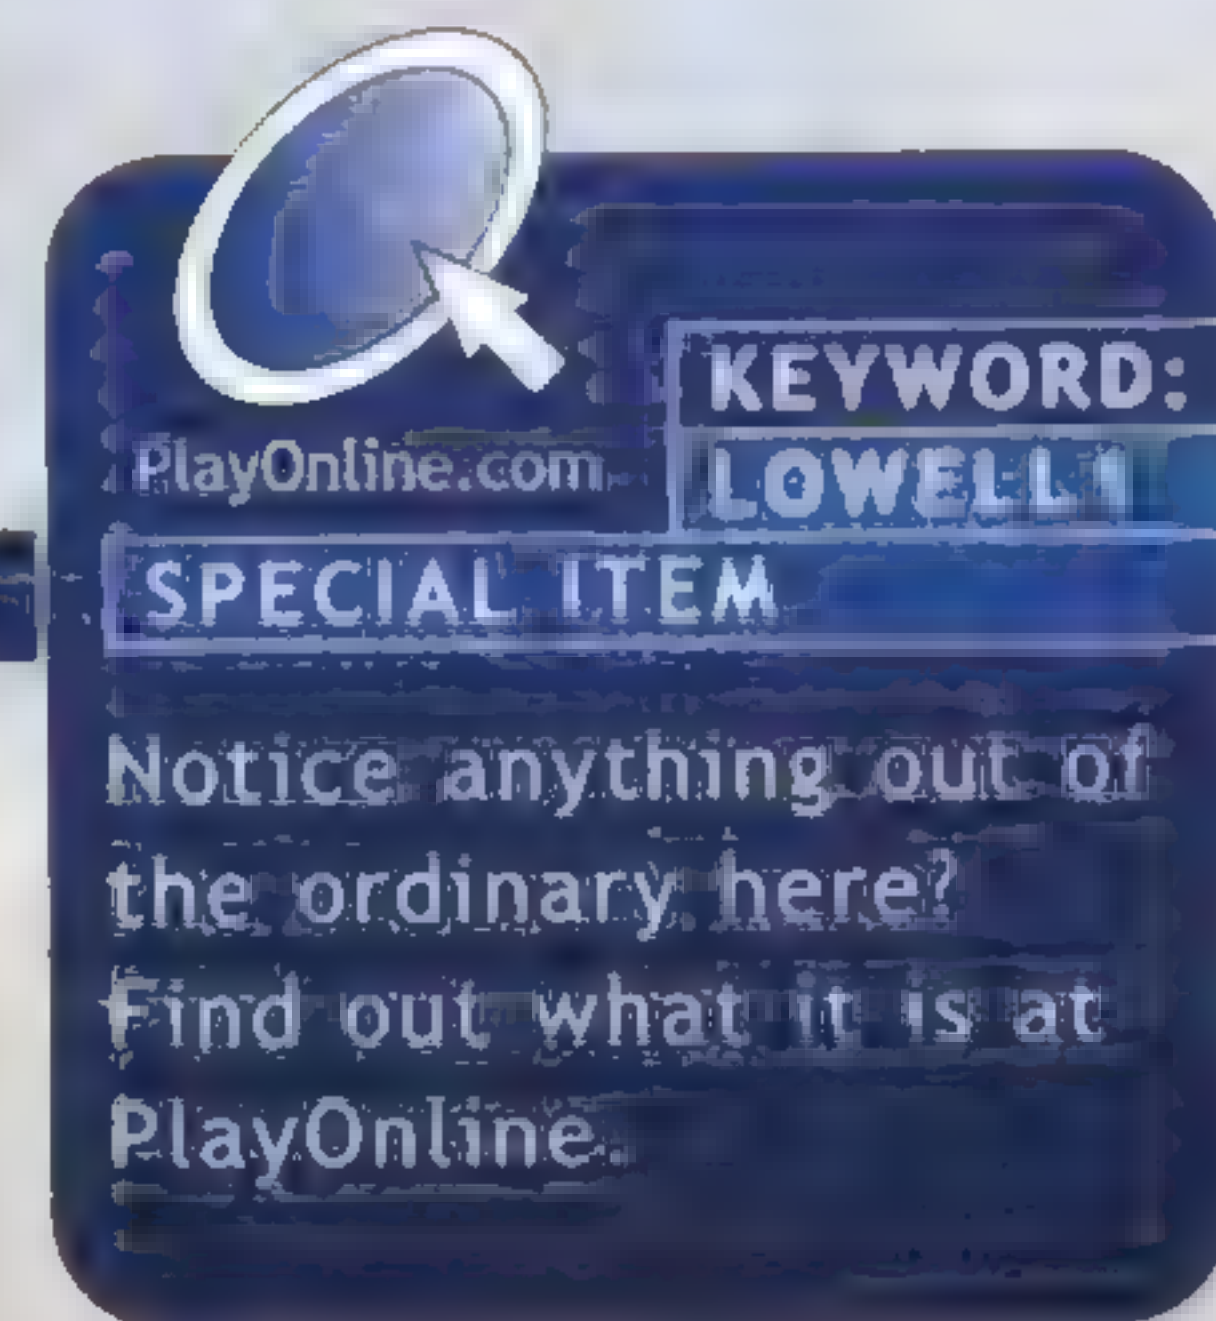 KEYWORD:
PlayOnline.com
SPECIAL ITEM
Notice anything out of
the ordinary here?
Find out what it is at
PlayOnline.